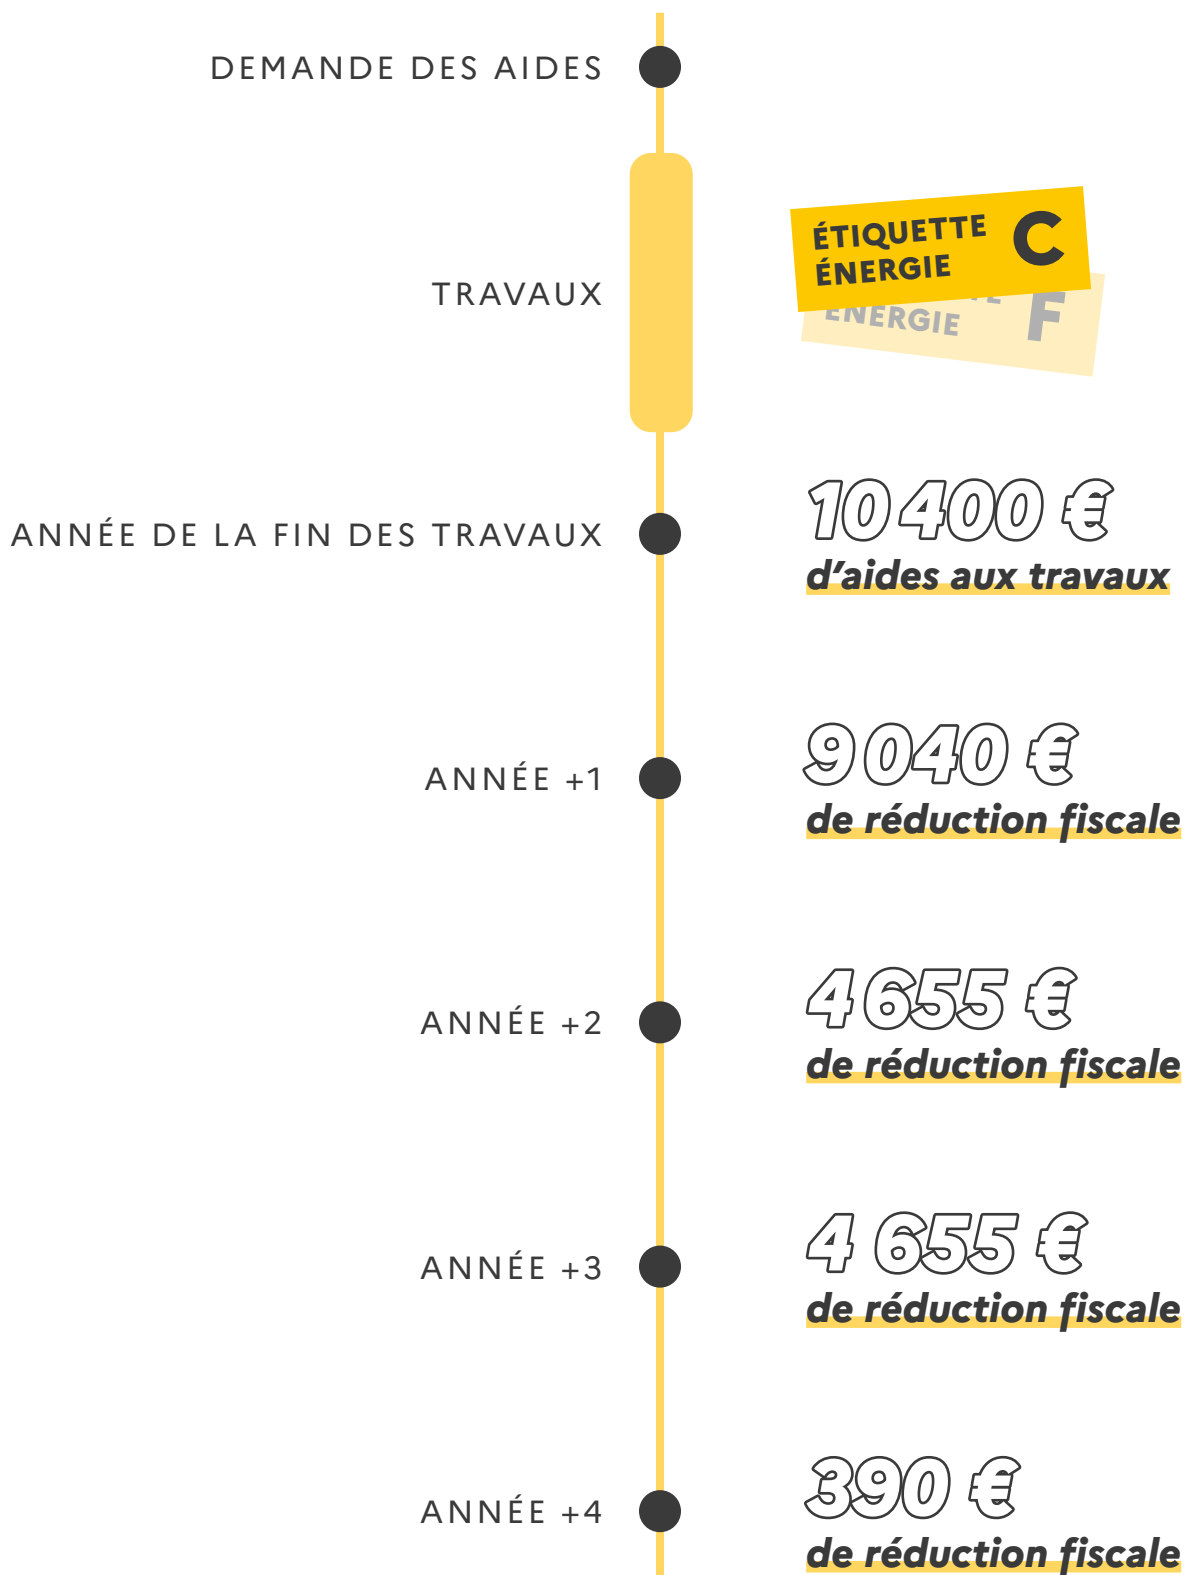 DEMANDE DES AIDES
TRAVAUX
ÉTIQUETTE
ÉNERGIE C
ÉNERGIE F
ANNÉE DE LA FIN DES TRAVAUX
10 400 €
d'aides aux travaux
ANNÉE +1
9 040 €
de réduction fiscale
ANNÉE +2
4 655 €
de réduction fiscale
ANNÉE +3
4 655 €
de réduction fiscale
ANNÉE +4
390 €
de réduction fiscale